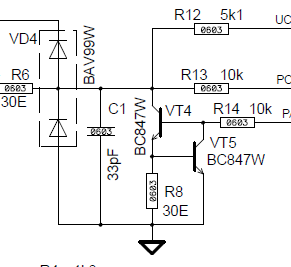 R12 5k1
0603
UO
VD4
BAV99W
R6
0603
30E
R13 10k
0603
PC
C1
0603
33pF
BC847W
VT4
R14 10k
0603
VT5
BC847W
R8
0603
30E